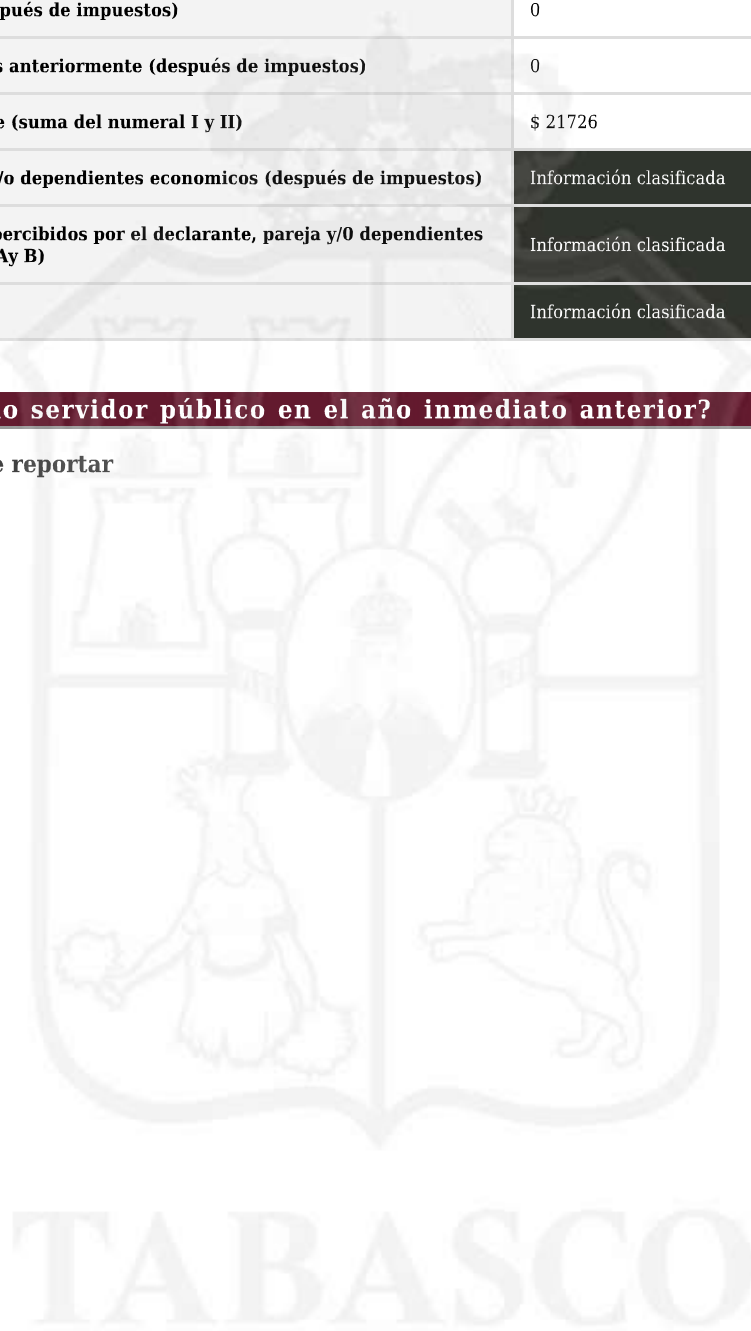 pués de impuestos)
0
s anteriormente (después de impuestos)
0
e (suma del numeral I y II)
$ 21726
/o dependientes economicos (después de impuestos)
Información clasificada
percibidos por el declarante, pareja y/0 dependientes
Ay B)
Información clasificada
Información clasificada
o servidor público en el año inmediato anterior?
e reportar
TABASCO